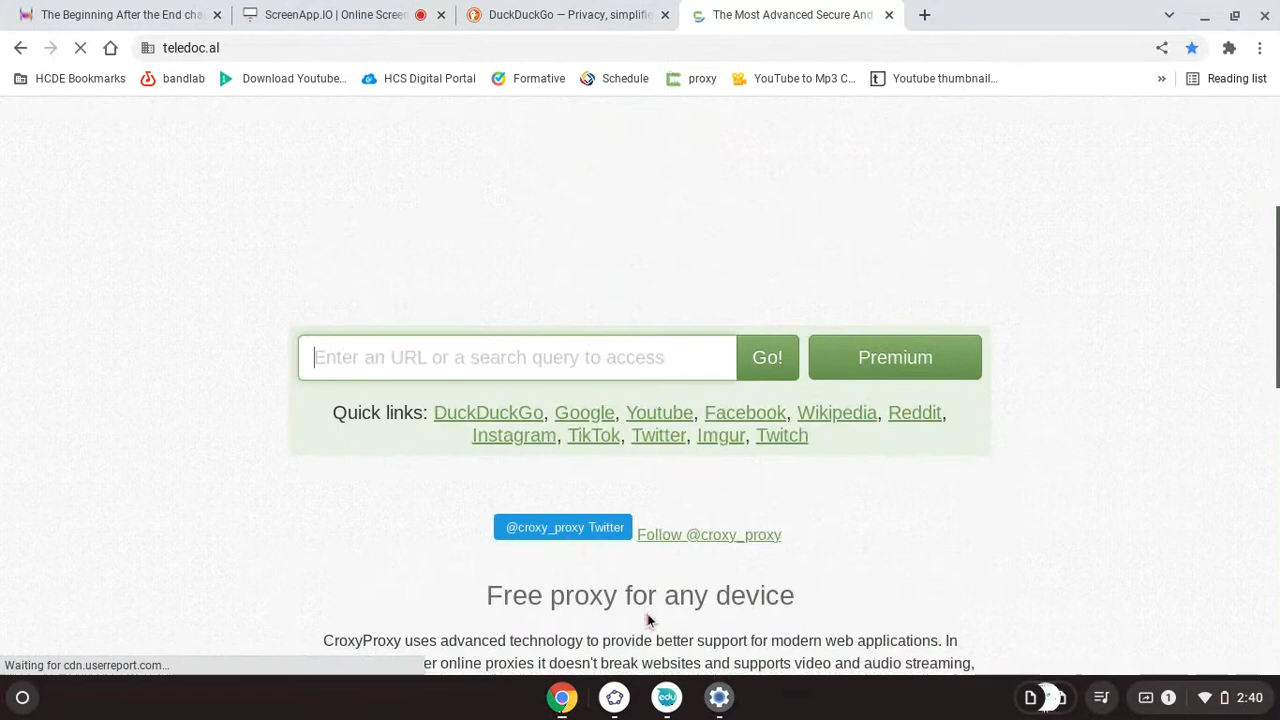 The Beginning After the End cha
ScreenApp.IO | Online Screen
DuckDuckGo — Privacy, simplifie
The Most Advanced Secure And
teledoc.al
HCDE Bookmarks
bandlab
Download Youtube...
HCS Digital Portal
Formative
Schedule
proxy
YouTube to Mp3 C...
Youtube thumbnail...
»
Reading list
Enter an URL or a search query to access
Go!
Premium
Quick links: DuckDuckGo, Google, Youtube, Facebook, Wikipedia, Reddit,
Instagram, TikTok, Twitter, Imgur, Twitch
@croxy_proxy Twitter
Follow @croxy_proxy
Free proxy for any device
CroxyProxy uses advanced technology to provide better support for modern web applications. In
er online proxies it doesn't break websites and supports video and audio streaming,
Waiting for cdn.userreport.com...
edu
1
2:40